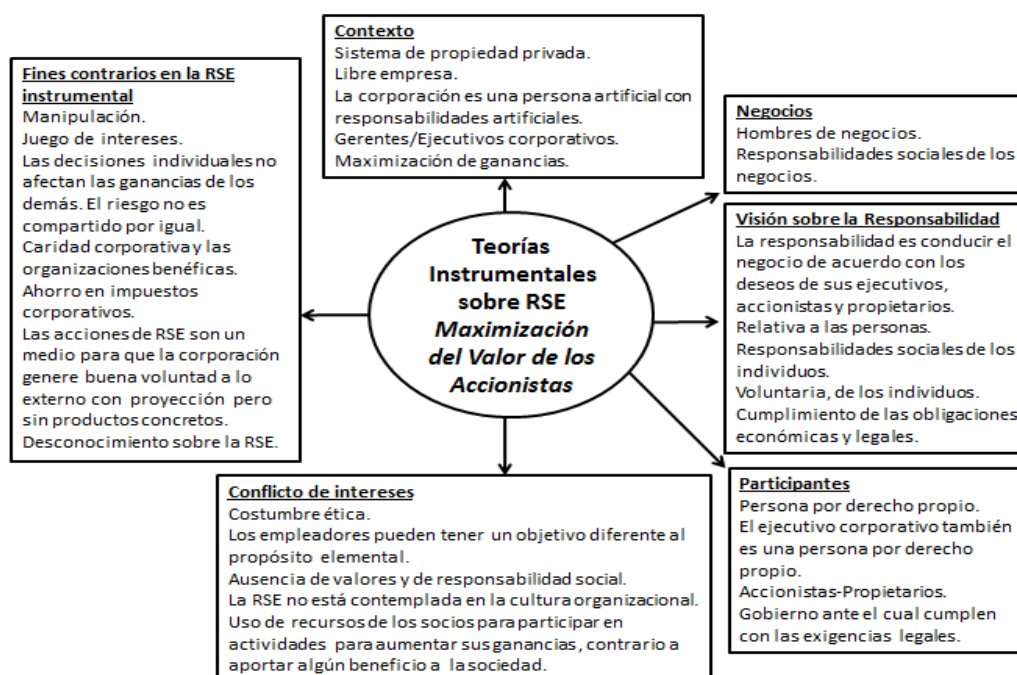 Contexto
Sistema de propiedad privada.
Libre empresa.
La corporación es una persona artificial con
responsabilidades artificiales.
Gerentes/Ejecutivos corporativos.
Maximización de ganancias.
Fines contrarios en la RSE
instrumental
Manipulación.
Juego de intereses.
Las decisiones individuales no
afectan las ganancias de los
demás. El riesgo no es
compartido por igual.
Caridad corporativa y las
organizaciones benéficas.
Ahorro en impuestos
corporativos.
Las acciones de RSE son un
medio para que la corporación
genere buena voluntad a lo
externo con proyección pero
sin productos concretos.
Desconocimiento sobre la RSE.
Teorías
Instrumentales
sobre RSE
Maximización
del Valor de los
Accionistas
Negocios
Hombres de negocios.
Responsabilidades sociales de los
negocios.
Visión sobre la Responsabilidad
La responsabilidad es conducir el
negocio de acuerdo con los
deseos de sus ejecutivos,
accionistas y propietarios.
Relativa a las personas.
Responsabilidades sociales de los
individuos.
Voluntaria, de los individuos.
Cumplimiento de las obligaciones
económicas y legales.
Participantes
Persona por derecho propio.
El ejecutivo corporativo también
es una persona por derecho
propio.
Accionistas-Propietarios.
Gobierno ante el cual cumplen
con las exigencias legales.
Conflicto de intereses
Costumbre ética.
Los empleadores pueden tener un objetivo diferente al
propósito elemental.
Ausencia de valores y de responsabilidad social.
La RSE no está contemplada en la cultura organizacional.
Uso de recursos de los socios para participar en
actividades para aumentar sus ganancias, contrario a
aportar algún beneficio a la sociedad.